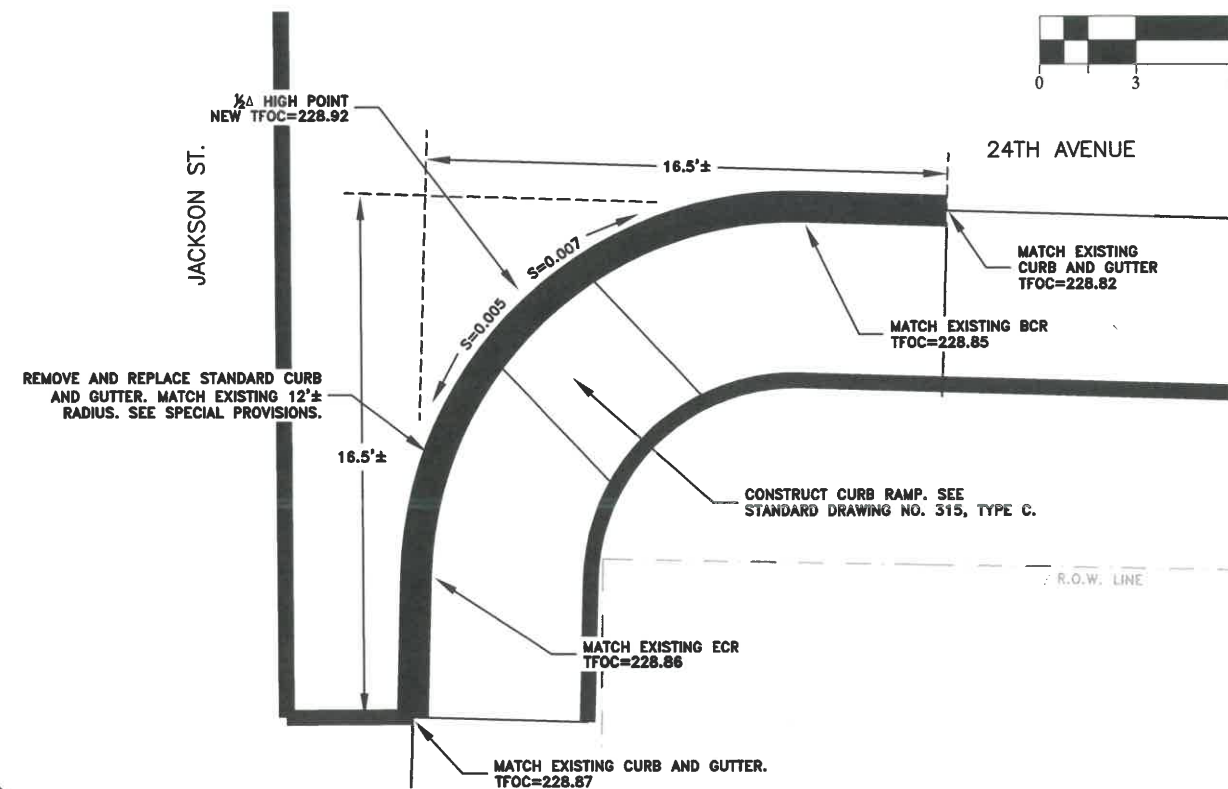 0
3
½Δ HIGH POINT
NEW TFOC=228.92
JACKSON ST.
24TH AVENUE
16.5'±
S=0.007
S=0.005
MATCH EXISTING
CURB AND GUTTER
TFOC=228.82
MATCH EXISTING BCR
TFOC=228.85
REMOVE AND REPLACE STANDARD CURB
AND GUTTER. MATCH EXISTING 12'±
RADIUS. SEE SPECIAL PROVISIONS.
16.5'±
CONSTRUCT CURB RAMP. SEE
STANDARD DRAWING NO. 315, TYPE C.
R.O.W. LINE
MATCH EXISTING ECR
TFOC=228.86
MATCH EXISTING CURB AND GUTTER.
TFOC=228.87